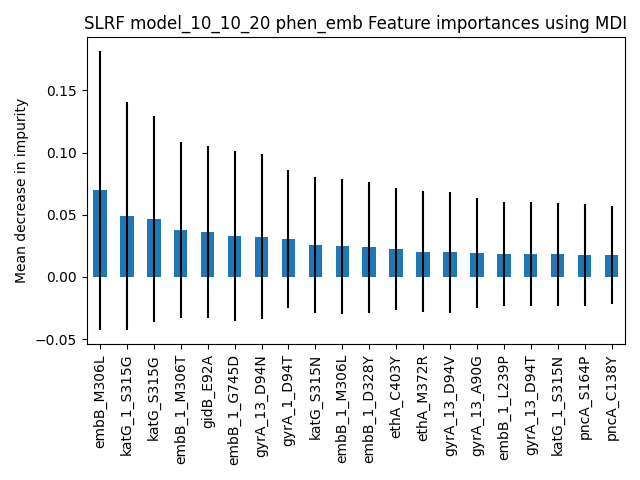 SLRF model_10_10_20 phen_emb Feature importances using MDI
Mean decrease in impurity
0.15
0.10
0.05
0.00
−0.05
embB_M306L
katG_1_S315G
katG_S315G
embB_1_M306T
gidB_E92A
embB_1_G745D
gyrA_13_D94N
gyrA_1_D94T
katG_S315N
embB_1_M306L
embB_1_D328Y
ethA_C403Y
ethA_M372R
gyrA_13_D94V
gyrA_13_A90G
embB_1_L239P
gyrA_13_D94T
katG_1_S315N
pncA_S164P
pncA_C138Y